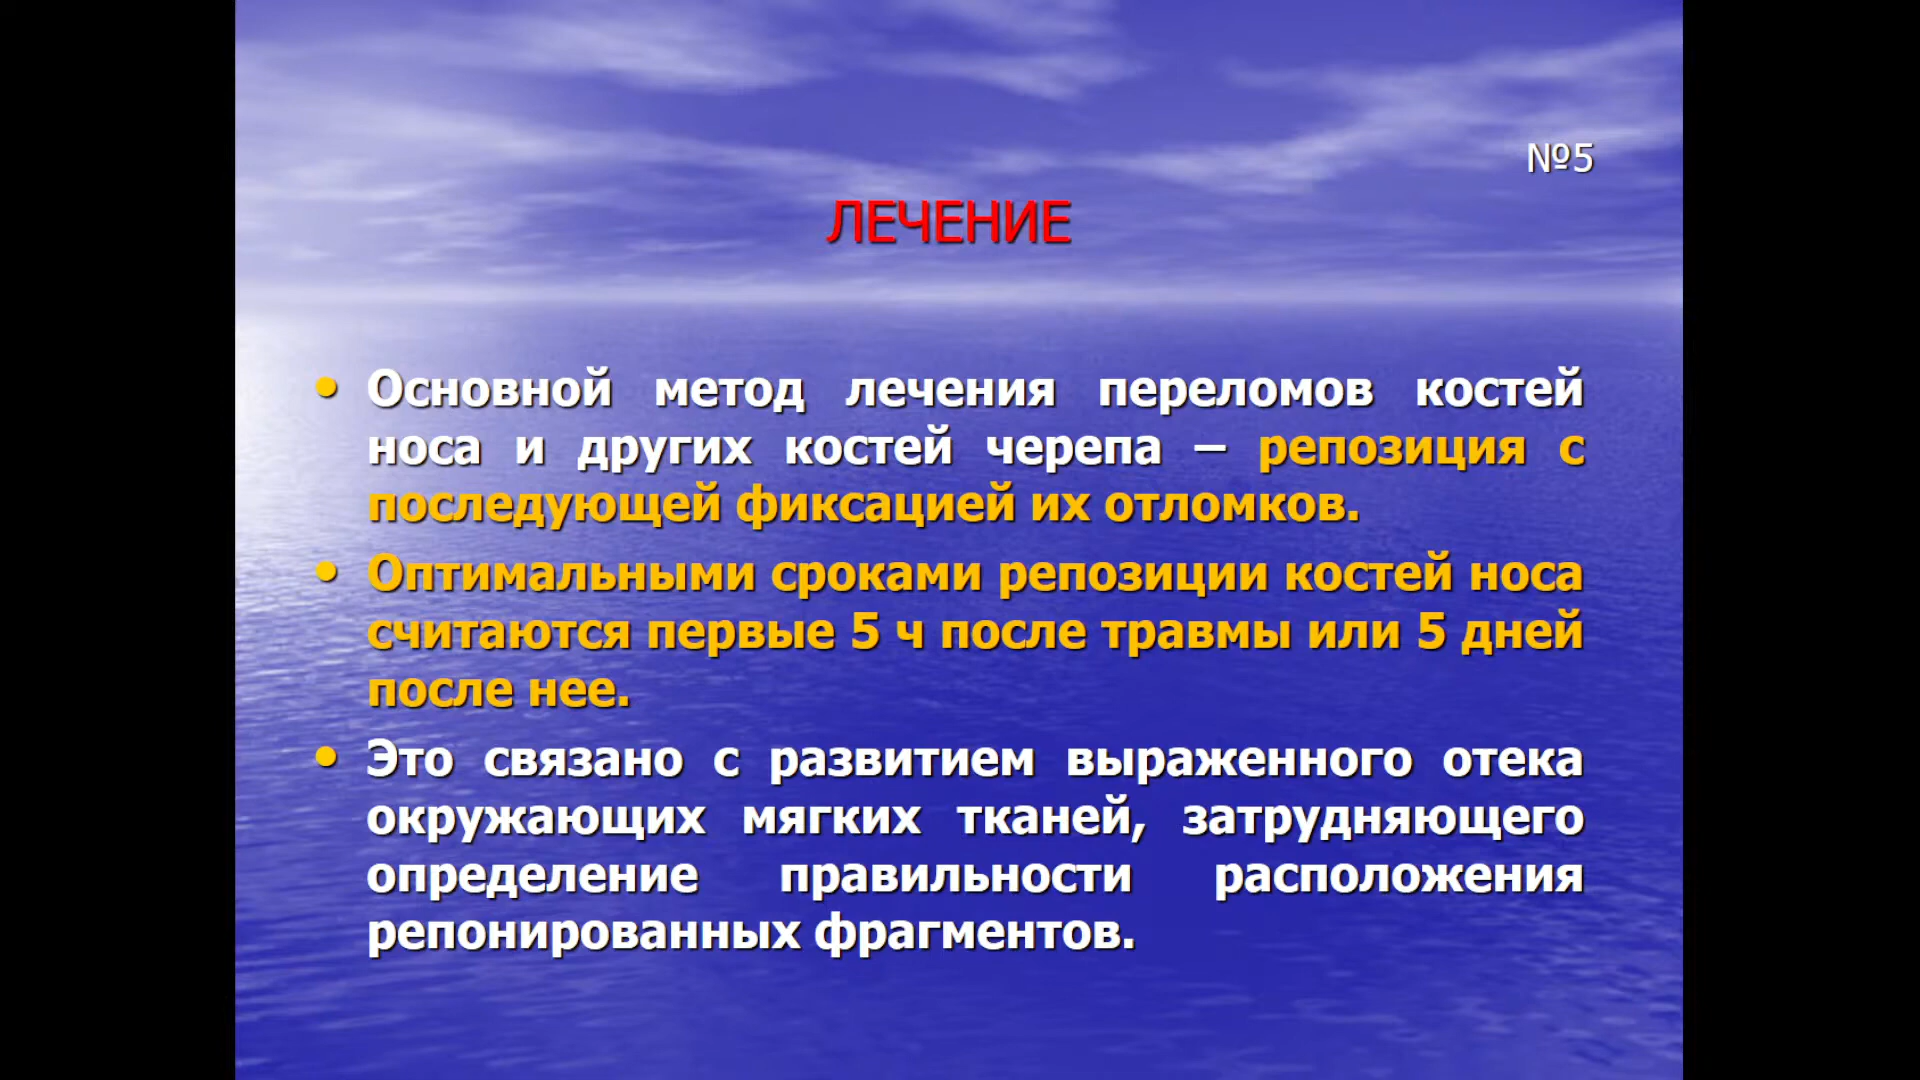 №5
ЛЕЧЕНИЕ
• Основной метод лечения переломов костей
носа и других костей черепа – репозиция с
последующей фиксацией их отломков.
• Оптимальными сроками репозиции костей носа
считаются первые 5 ч после травмы или 5 дней
после нее.
• Это связано с развитием выраженного отека
окружающих мягких тканей, затрудняющего
определение правильности расположения
репонированных фрагментов.